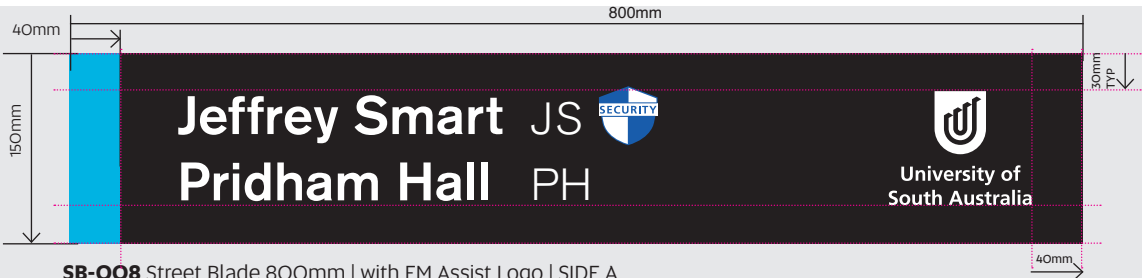 800mm
40mm
150mm
30mm
TYP
Jeffrey Smart JS
SECURITY
Pridham Hall PH
University of
South Australia
40mm
SB-008 Street Blade 800mm | with FM Assist Logo | SIDE A